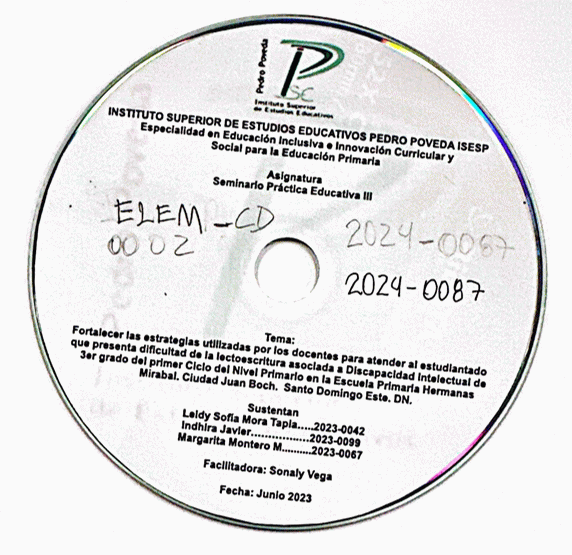 Pedro Poveda
ISE
Instituto Superior
de Estudios Educativos
INSTITUTO SUPERIOR DE ESTUDIOS EDUCATIVOS PEDRO POVEDA ISESP
Especialidad en Educación Inclusiva e Innovación Curricular y
Social para la Educación Primaria
Asignatura
Seminario Práctica Educativa III
ELEM-CD
0002
2024-0067
2024-0087
Tema:
Fortalecer las estrategias utilizadas por los docentes para atender al estudiantado
que presenta dificultad de la lectoescritura asociada a Discapacidad Intelectual de
3er grado del primer Ciclo del Nivel Primario en la Escuela Primaria Hermanas
Mirabal. Ciudad Juan Boch. Santo Domingo Este. DN.
Sustentan
Leidy Sofía Mora Tapia.....2023-0042
Indhira Javier..................2023-0099
Margarita Montero M..........2023-0067
Facilitadora: Sonaly Vega
Fecha: Junio 2023